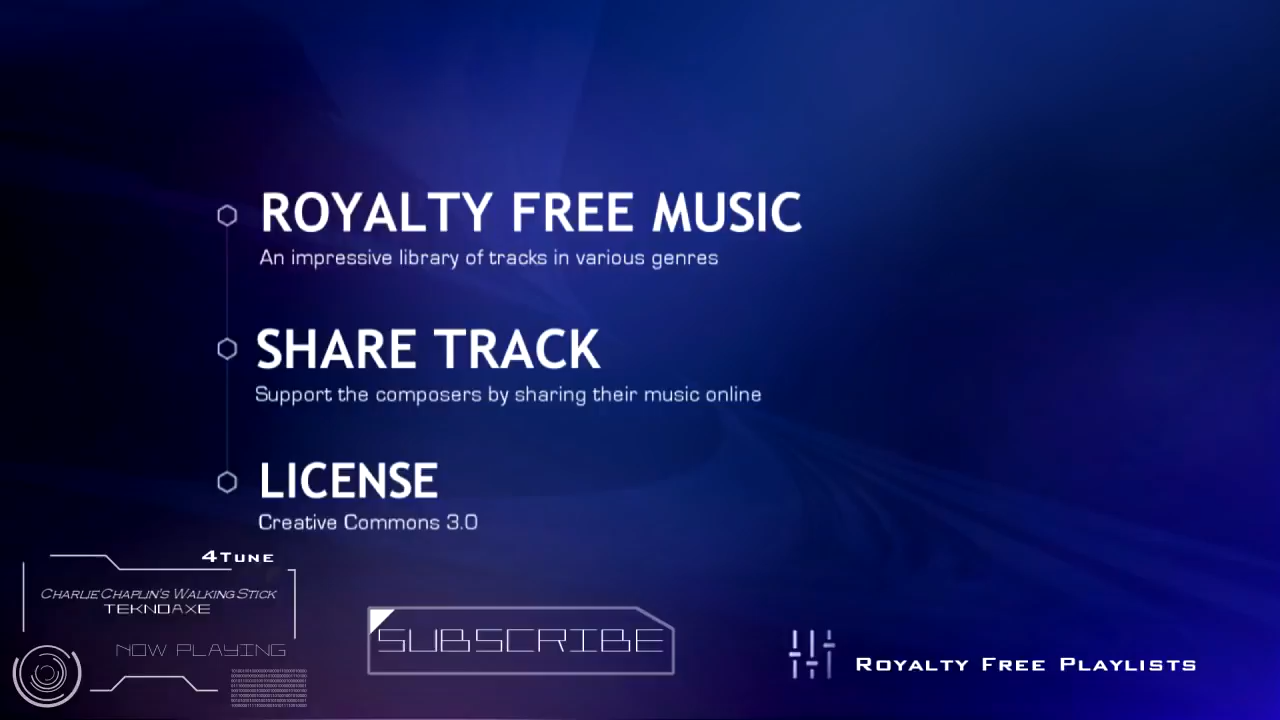 ROYALTY FREE MUSIC
An impressive library of tracks in various genres
SHARE TRACK
Support the composers by sharing their music online
LICENSE
Creative Commons 3.0
4Tune
Charlie Chaplin's Walking Stick
TEKNOAXE
NOW PLAYING
SUBSCRIBE
Royalty Free Playlists